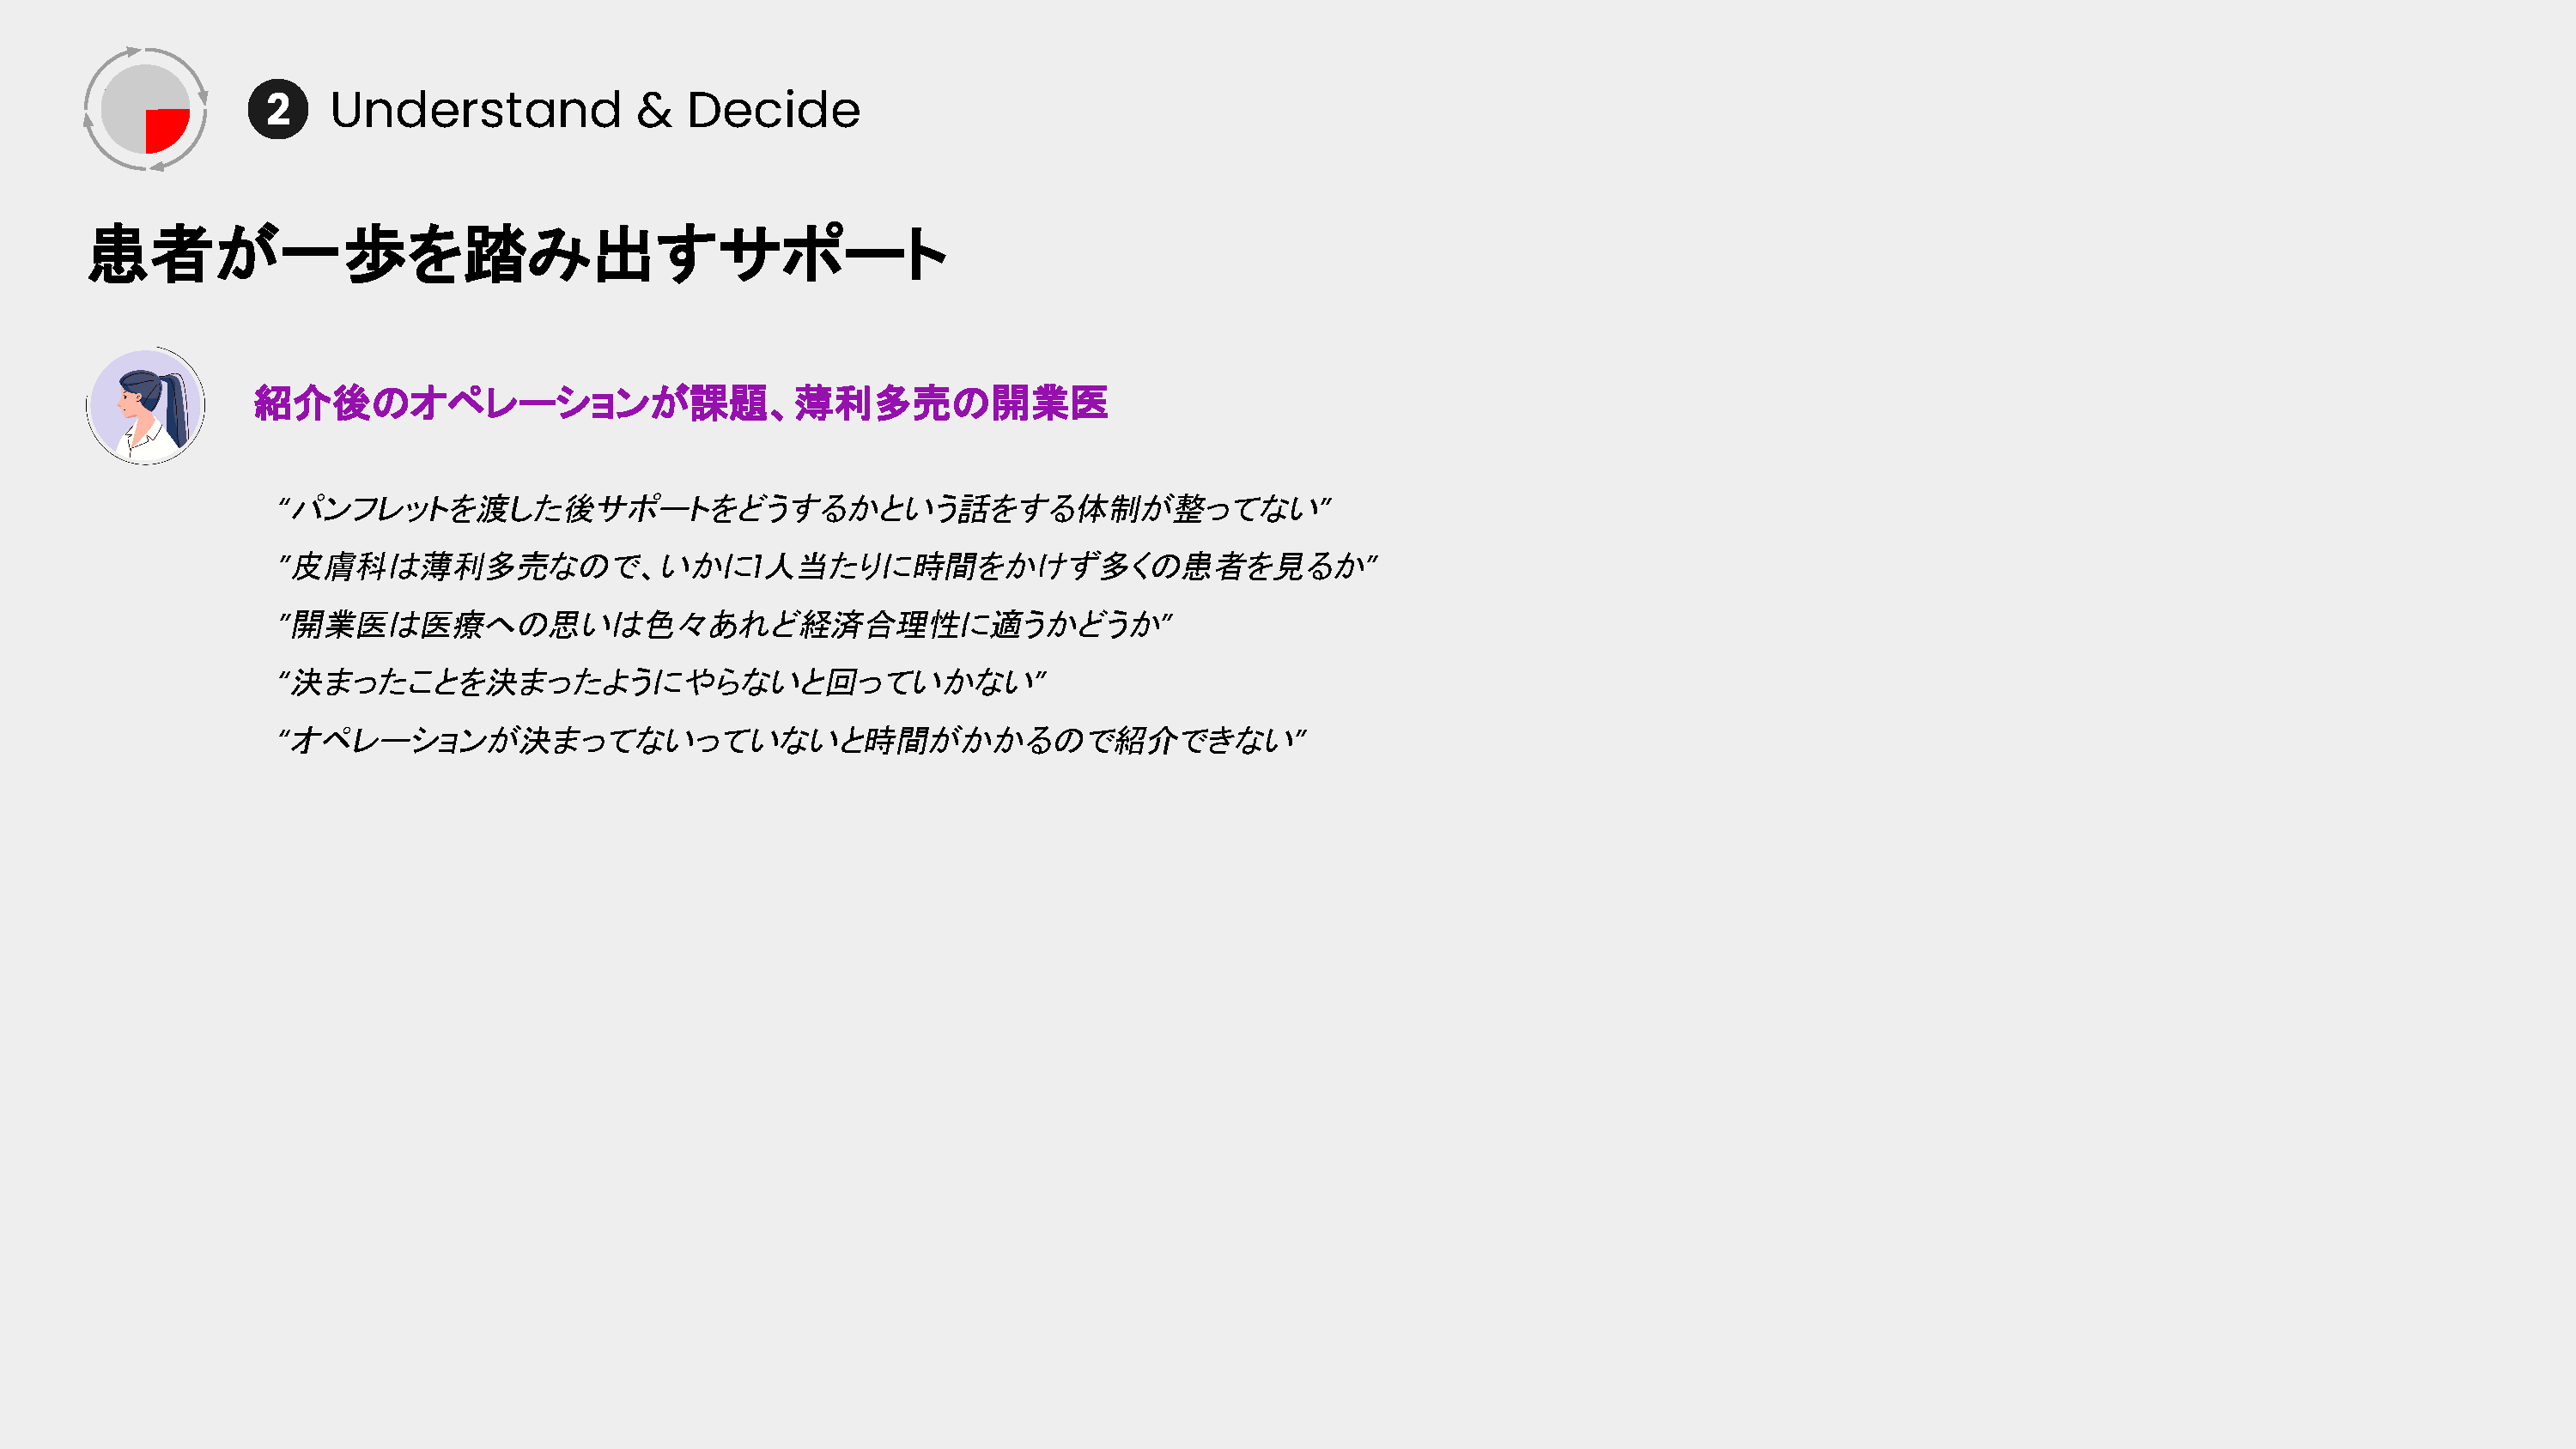 2 Understand & Decide
患者が一歩を踏み出すサポート
紹介後のオペレーションが課題、薄利多売の開業医
“パンフレットを渡した後サポートをどうするかという話をする体制が整ってない”
”皮膚科は薄利多売なので、いかに1人当たりに時間をかけず多くの患者を見るか”
”開業医は医療への思いは色々あれど経済合理性に適うかどうか”
“決まったことを決まったようにやらないと回っていかない”
“オペレーションが決まってないっていないと時間がかかるので紹介できない”